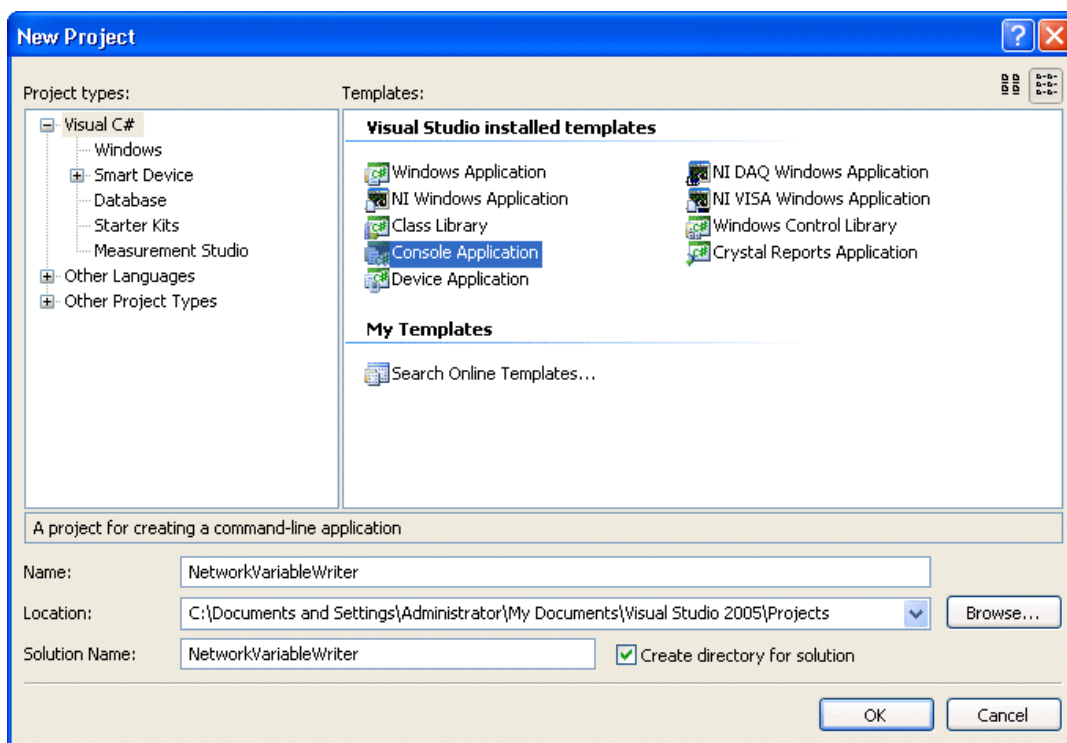 New Project
Project types:
Templates:
Visual C#
Windows
Smart Device
Database
Starter Kits
Measurement Studio
Other Languages
Other Project Types
Visual Studio installed templates
Windows Application
NI Windows Application
Class Library
Console Application
Device Application
NI DAQ Windows Application
NI VISA Windows Application
Windows Control Library
Crystal Reports Application
My Templates
Search Online Templates...
A project for creating a command-line application
Name: NetworkVariableWriter
Location: C:\Documents and Settings\Administrator\My Documents\Visual Studio 2005\Projects Browse...
Solution Name: NetworkVariableWriter Create directory for solution
OK Cancel